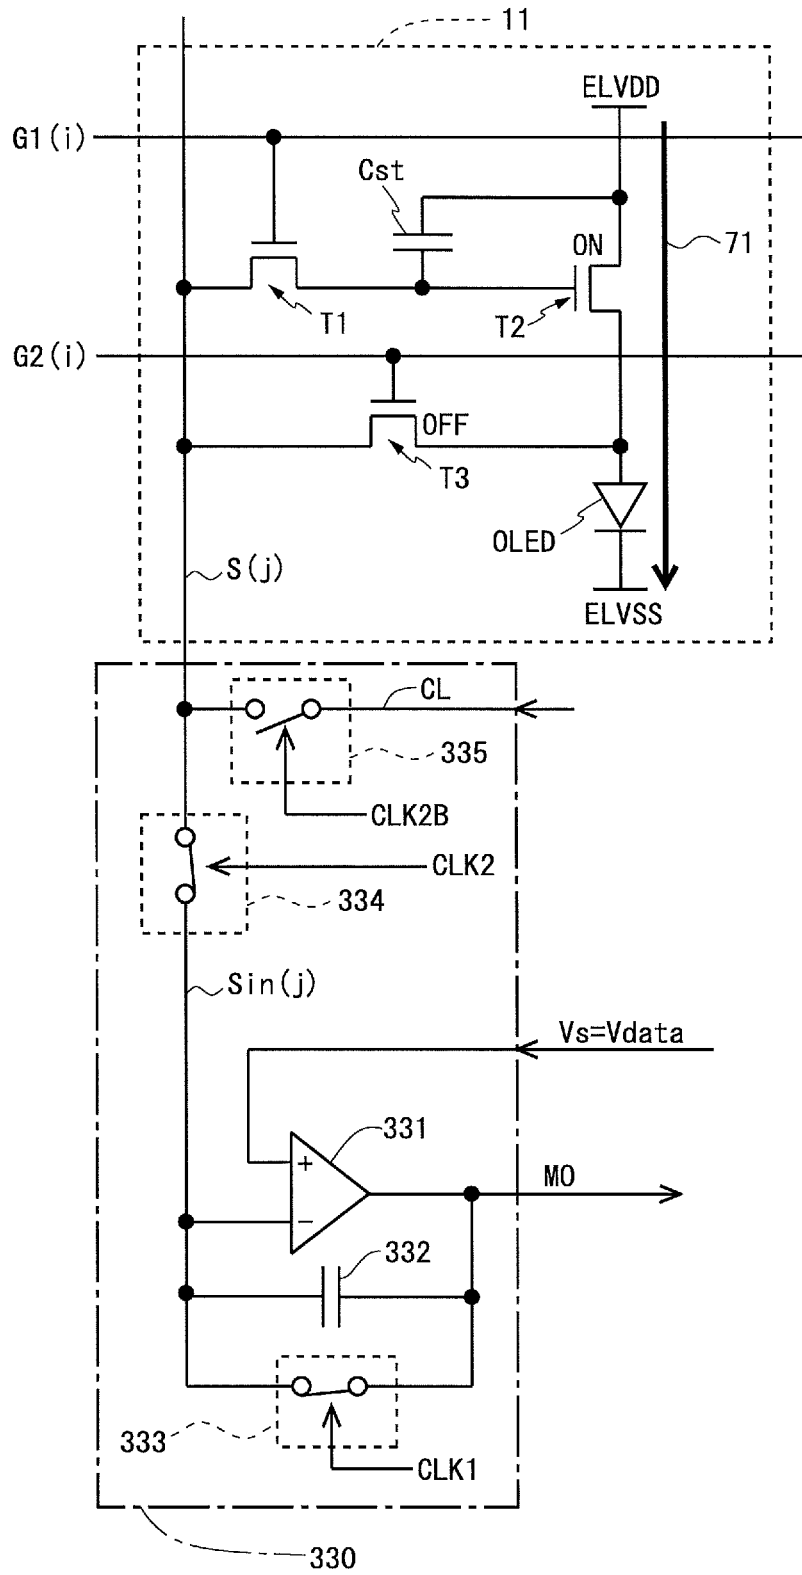 11
ELVDD
G1(i)
Cst
71
ON
T1
T2
G2(i)
OFF
T3
OLED
S(j)
ELVSS
CL
335
CLK2B
CLK2
334
Sin(j)
Vs=Vdata
331
+
MO
−
332
333
CLK1
330